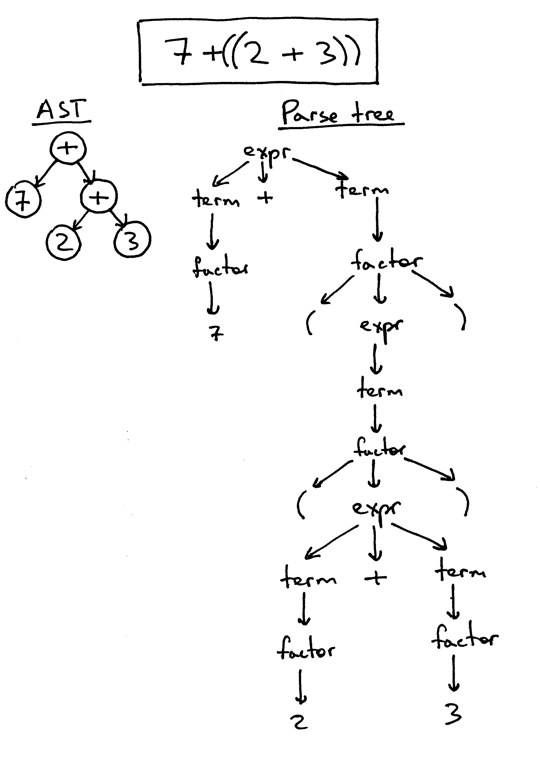 7 + ((2 + 3))
AST
Parse tree
+
7 +
2 3
expr
term + term
factor factor
7 ( expr )
term
factor
( expr )
term + term
factor factor
2 3